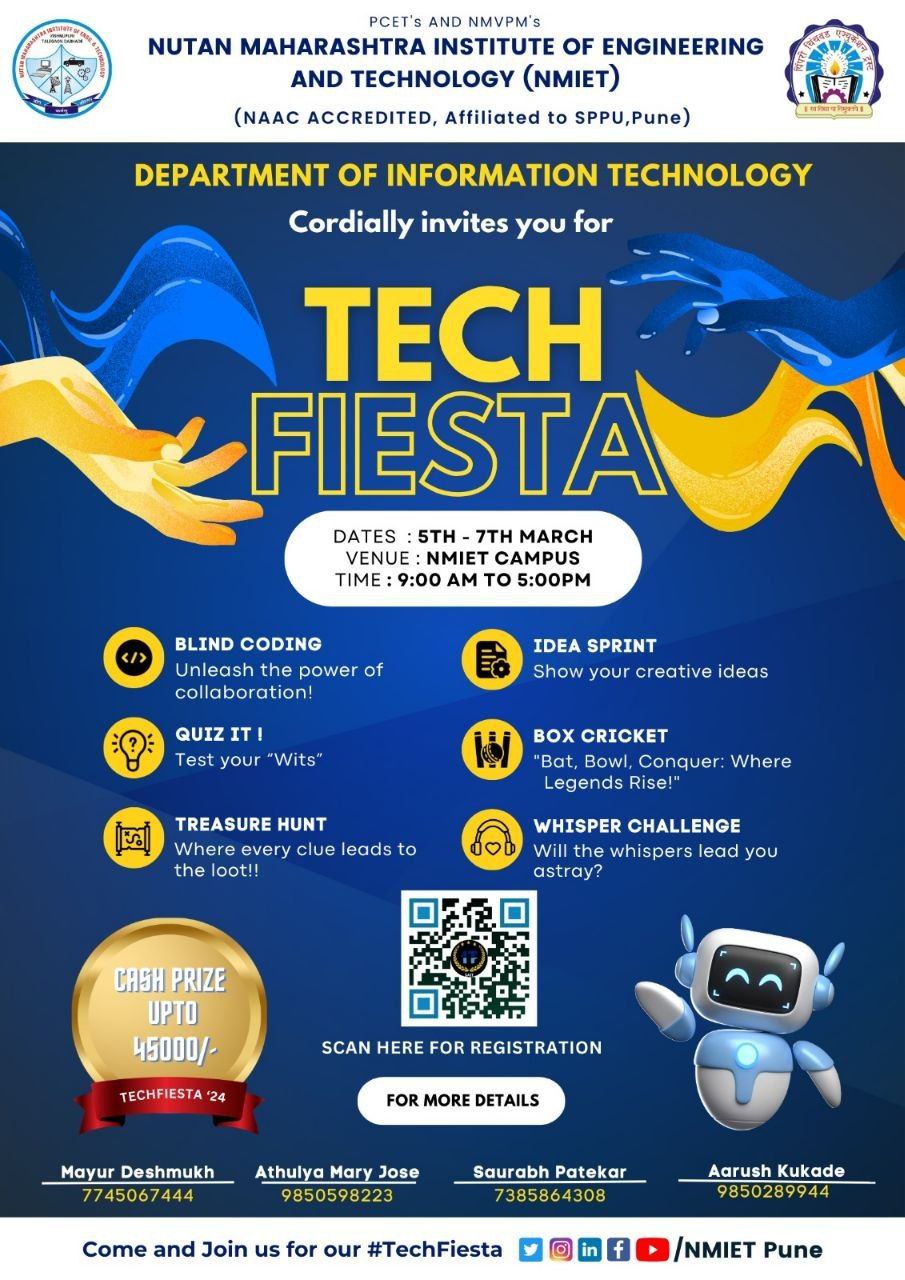 PCET's AND NMVPM's
NUTAN MAHARASHTRA INSTITUTE OF ENGINEERING
AND TECHNOLOGY (NMIET)
(NAAC ACCREDITED, Affiliated to SPPU,Pune)
DEPARTMENT OF INFORMATION TECHNOLOGY
Cordially invites you for
TECH
FIESTA
DATES : 5TH - 7TH MARCH
VENUE : NMIET CAMPUS
TIME : 9:00 AM TO 5:00PM
BLIND CODING
Unleash the power of
collaboration!
IDEA SPRINT
Show your creative ideas
QUIZ IT !
Test your “Wits”
BOX CRICKET
"Bat, Bowl, Conquer: Where
Legends Rise!"
TREASURE HUNT
Where every clue leads to
the loot!!
WHISPER CHALLENGE
Will the whispers lead you
astray?
CASH PRIZE
UPTO
45000/-
TECHFIESTA ‘24
SCAN HERE FOR REGISTRATION
FOR MORE DETAILS
Mayur Deshmukh
7745067444
Athulya Mary Jose
9850598223
Saurabh Patekar
7385864308
Aarush Kukade
9850289944
Come and Join us for our #TechFiesta /NMIET Pune